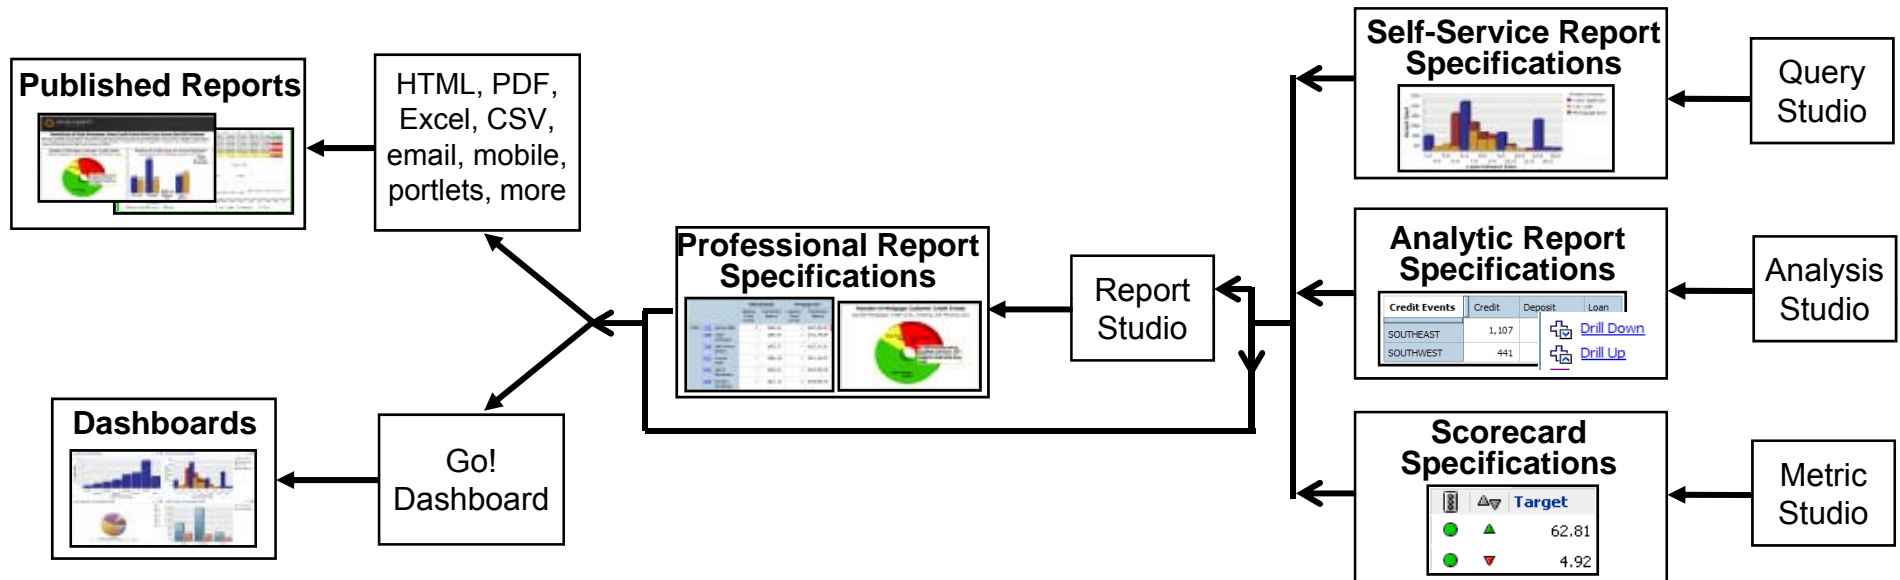 Published Reports
HTML, PDF,
Excel, CSV,
email, mobile,
portlets, more
Dashboards
Go!
Dashboard
Professional Report
Specifications
Report
Studio
Self-Service Report
Specifications
Query
Studio
Analytic Report
Specifications
Credit Events Credit Deposit Loan
SOUTHEAST 1,107
SOUTHWEST 441
Drill Down
Drill Up
Analysis
Studio
Scorecard
Specifications
Target
62.81
4.92
Metric
Studio